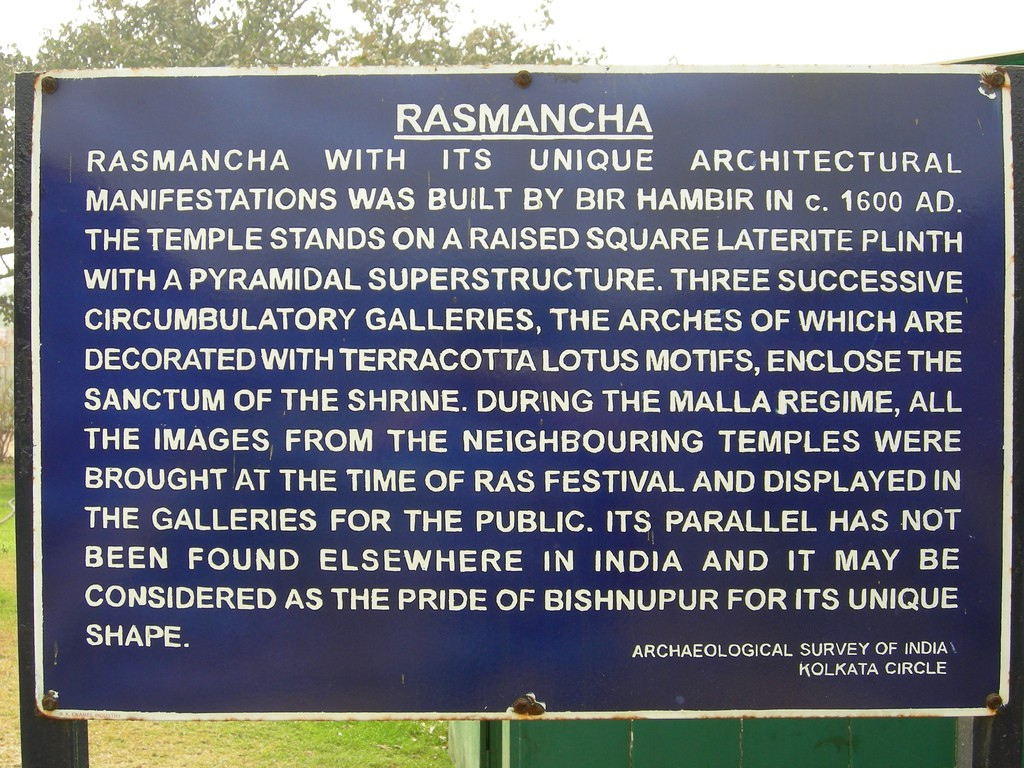 RASMANCHA
RASMANCHA WITH ITS UNIQUE ARCHITECTURAL
MANIFESTATIONS WAS BUILT BY BIR HAMBIR IN c. 1600 AD.
THE TEMPLE STANDS ON A RAISED SQUARE LATERITE PLINTH
WITH A PYRAMIDAL SUPERSTRUCTURE. THREE SUCCESSIVE
CIRCUMBULATORY GALLERIES, THE ARCHES OF WHICH ARE
DECORATED WITH TERRACOTTA LOTUS MOTIFS, ENCLOSE THE
SANCTUM OF THE SHRINE. DURING THE MALLA REGIME, ALL
THE IMAGES FROM THE NEIGHBOURING TEMPLES WERE
BROUGHT AT THE TIME OF RAS FESTIVAL AND DISPLAYED IN
THE GALLERIES FOR THE PUBLIC. ITS PARALLEL HAS NOT
BEEN FOUND ELSEWHERE IN INDIA AND IT MAY BE
CONSIDERED AS THE PRIDE OF BISHNUPUR FOR ITS UNIQUE
SHAPE.
ARCHAEOLOGICAL SURVEY OF INDIA
KOLKATA CIRCLE